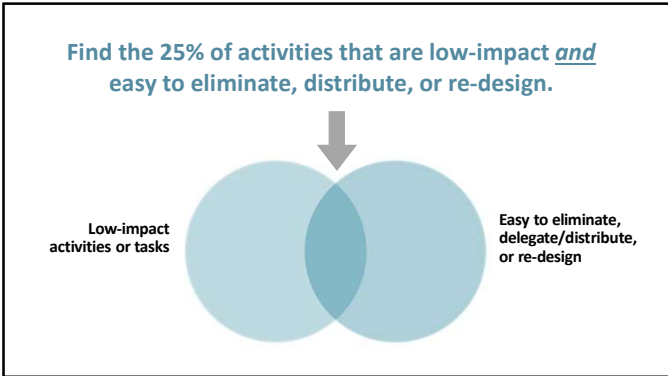 Find the 25% of activities that are low-impact and
easy to eliminate, distribute, or re-design.
Low-impact
activities or tasks
Easy to eliminate,
delegate/distribute,
or re-design